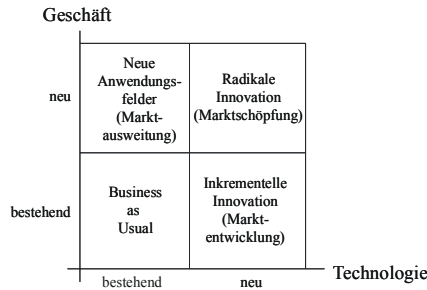 Geschäft
neu
Neue
Anwendungs-
felder
(Markt-
ausweitung)
Radikale
Innovation
(Marktschöpfung)
bestehend
Business
as
Usual
Inkrementelle
Innovation
(Markt-
entwicklung)
bestehend
neu
Technologie